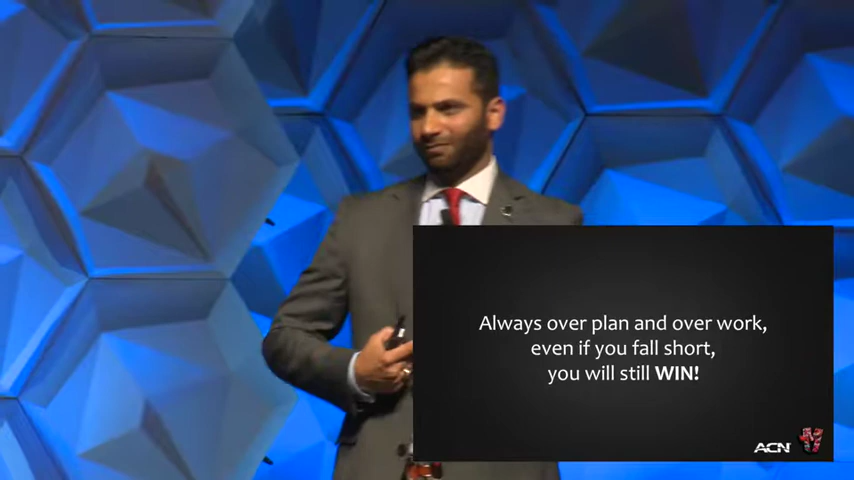 Always over plan and over work,
even if you fall short,
you will still WIN!
ACN